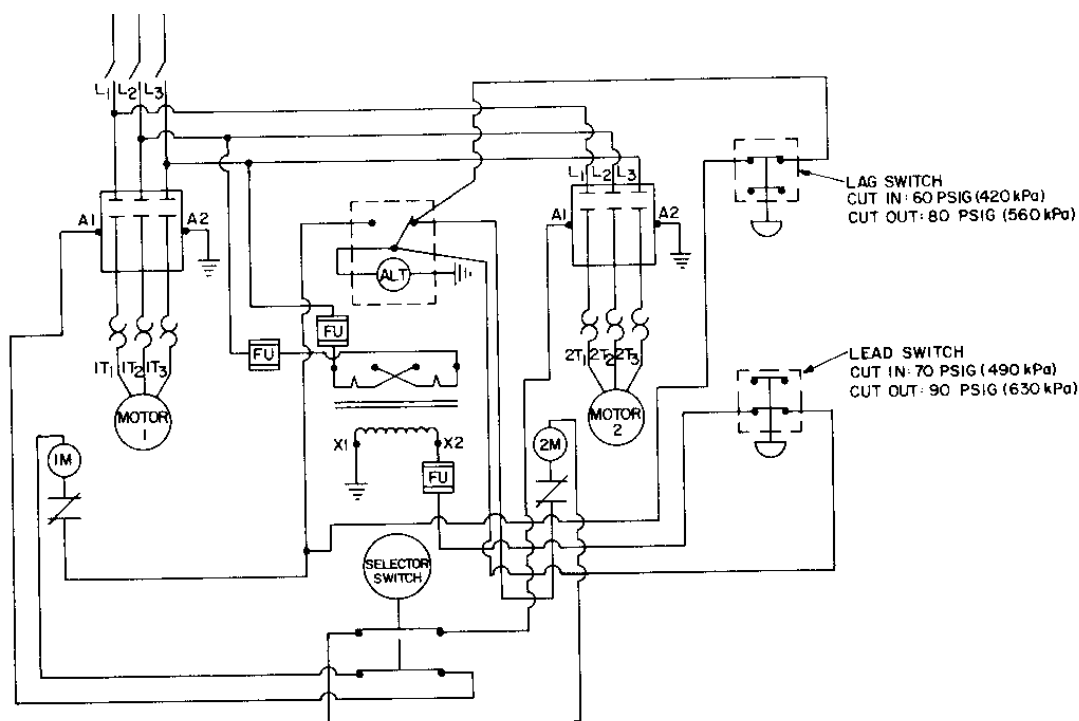 L1 L2 L3
A1 A2
1T1 1T2 1T3
MOTOR
1
1M
FU
FU
ALT
X1 X2
FU
SELECTOR
SWITCH
L1 L2 L3
A1 A2
2T1 2T2 2T3
MOTOR
2
2M
LAG SWITCH
CUT IN: 60 PSIG (420 kPa)
CUT OUT: 80 PSIG (560 kPa)
LEAD SWITCH
CUT IN: 70 PSIG (490 kPa)
CUT OUT: 90 PSIG (630 kPa)